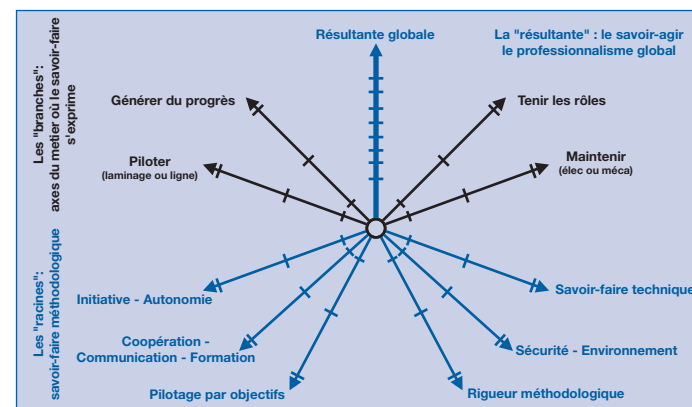 Résultante globale
La "résultante" : le savoir-agir
le professionnalisme global
Les "branches":
axes du metier où le savoir-faire
s'exprime
Générer du progrès
Tenir les rôles
Piloter
(laminage ou ligne)
Maintenir
(élec ou méca)
Les "racines":
savoir-faire méthodologique
Initiative - Autonomie
Savoir-faire technique
Coopération -
Communication - Formation
Sécurité - Environnement
Pilotage par objectifs
Rigueur méthodologique